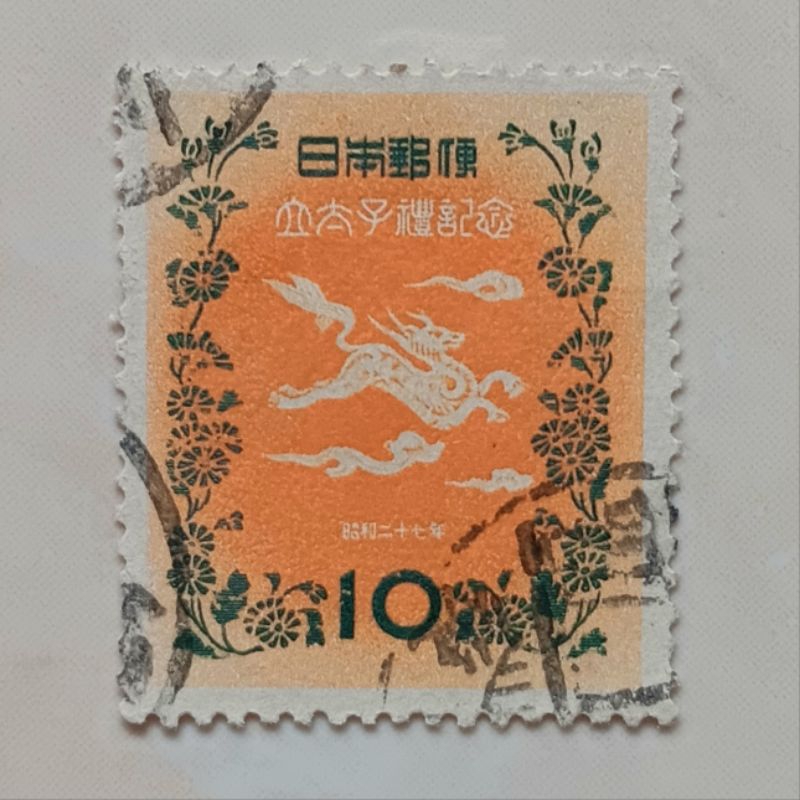 日本郵便
立太子禮記念
昭和二十七年
10